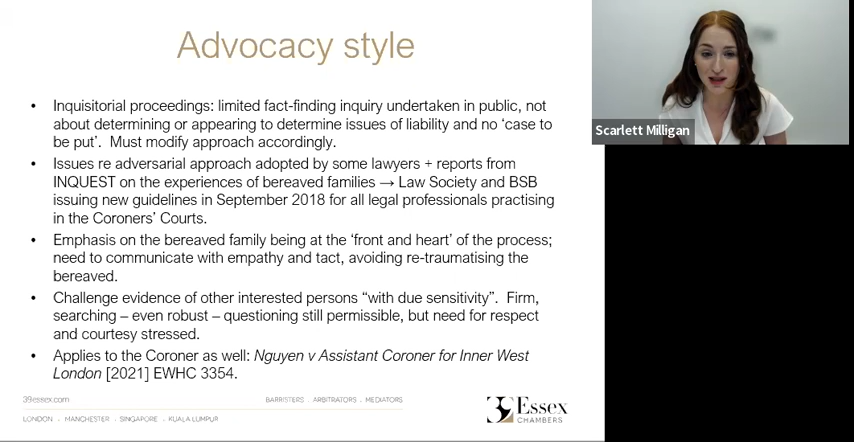 Advocacy style
• Inquisitorial proceedings: limited fact-finding inquiry undertaken in public, not
about determining or appearing to determine issues of liability and no ‘case to
be put’. Must modify approach accordingly.
• Issues re adversarial approach adopted by some lawyers + reports from
INQUEST on the experiences of bereaved families → Law Society and BSB
issuing new guidelines in September 2018 for all legal professionals practising
in the Coroners’ Courts.
• Emphasis on the bereaved family being at the ‘front and heart’ of the process;
need to communicate with empathy and tact, avoiding re-traumatising the
bereaved.
• Challenge evidence of other interested persons “with due sensitivity”. Firm,
searching – even robust – questioning still permissible, but need for respect
and courtesy stressed.
• Applies to the Coroner as well: Nguyen v Assistant Coroner for Inner West
London [2021] EWHC 3354.
39essex.com
BARRISTERS . ARBITRATORS . MEDIATORS
LONDON . MANCHESTER . SINGAPORE . KUALA LUMPUR
39 Essex
CHAMBERS
Scarlett Milligan